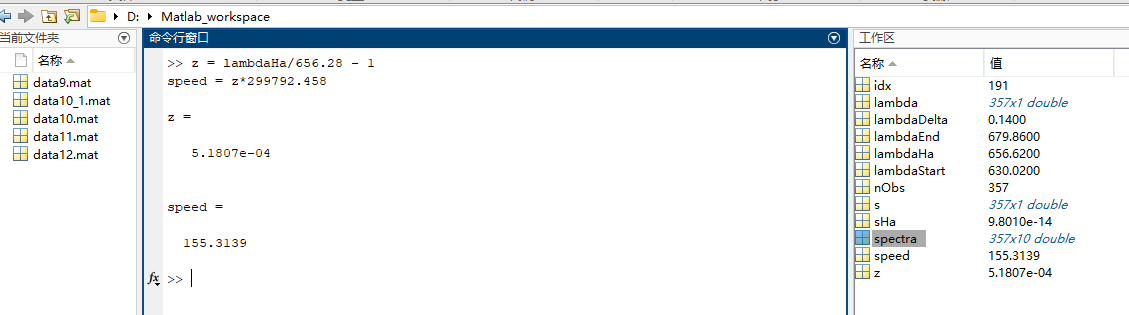 D: Matlab_workspace
当前文件夹
名称
data9.mat
data10_1.mat
data10.mat
data11.mat
data12.mat
命令行窗口
>> z = lambdaHa/656.28 - 1
speed = z*299792.458
z =
5.1807e-04
speed =
155.3139
fx >>
工作区
名称 值
idx 191
lambda 357x1 double
lambdaDelta 0.1400
lambdaEnd 679.8600
lambdaHa 656.6200
lambdaStart 630.0200
nObs 357
s 357x1 double
sHa 9.8010e-14
spectra 357x10 double
speed 155.3139
z 5.1807e-04